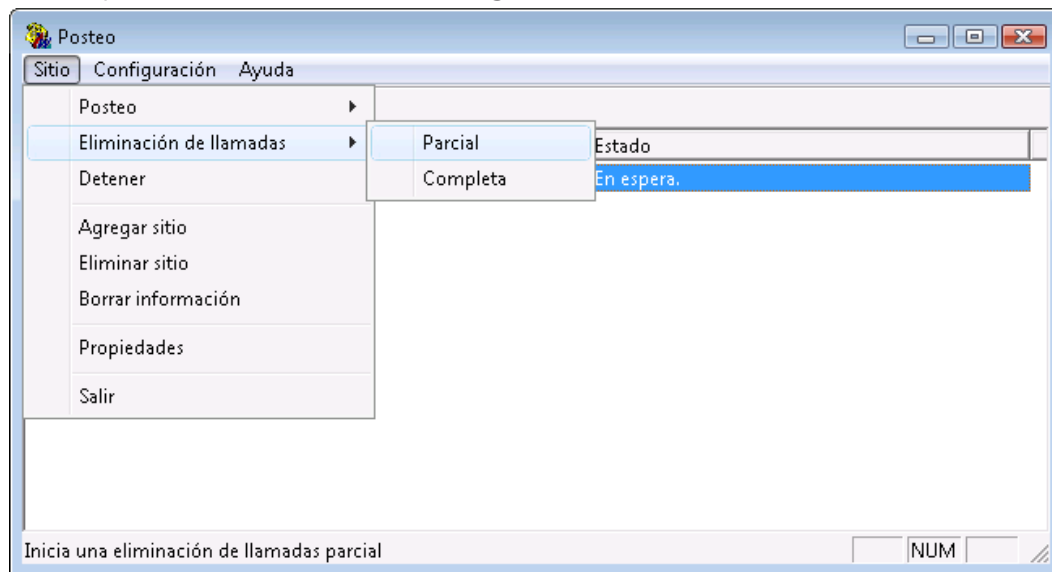 Posteo
Sitio Configuración Ayuda
Posteo
Eliminación de llamadas
Parcial
Estado
Detener
Completa
En espera.
Agregar sitio
Eliminar sitio
Borrar información
Propiedades
Salir
Inicia una eliminación de llamadas parcial
NUM